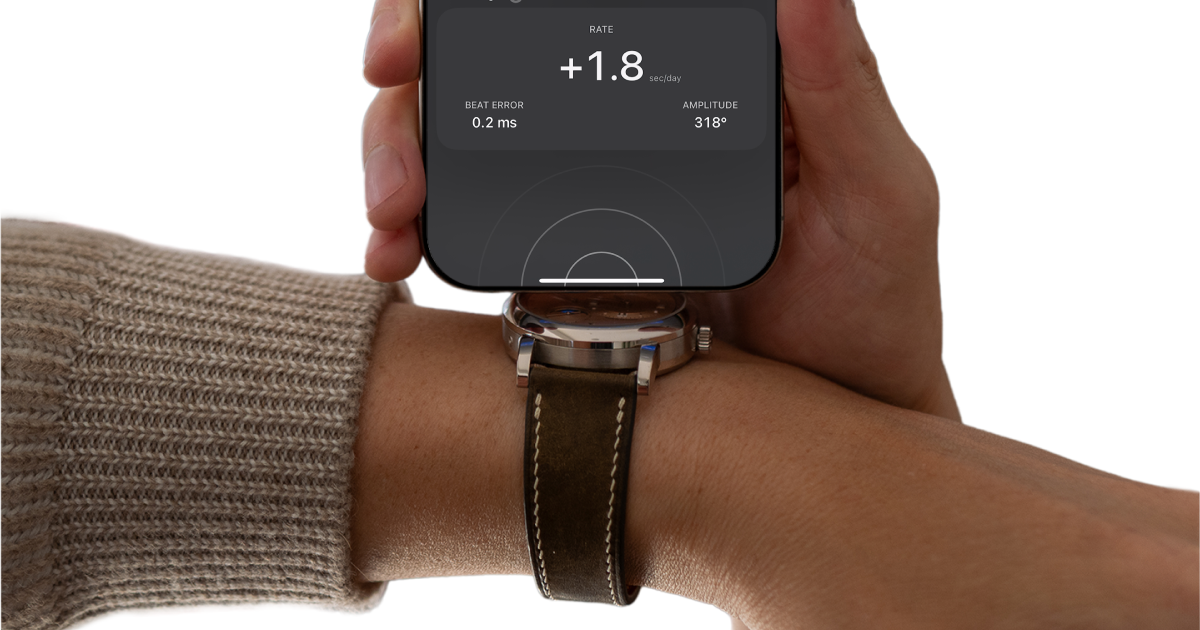 RATE
+1.8 sec/day
BEAT ERROR
0.2 ms
AMPLITUDE
318°